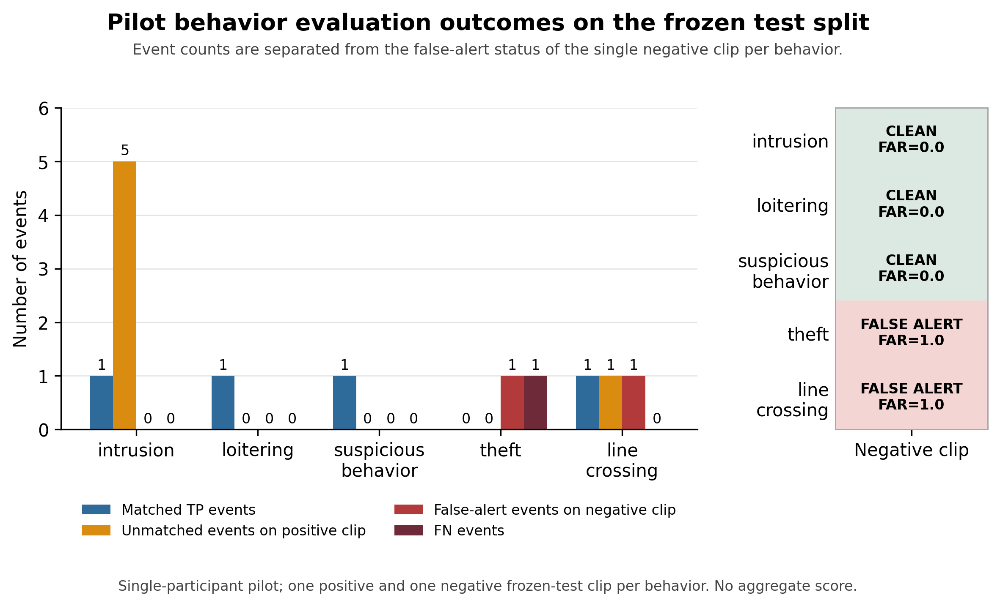 Pilot behavior evaluation outcomes on the frozen test split
Event counts are separated from the false-alert status of the single negative clip per behavior.
Number of events
6
5
4
3
2
1
0
1
5
0
0
1
0
0
0
1
0
0
0
0
0
1
1
1
1
1
0
intrusion
loitering
suspicious
behavior
theft
line
crossing
Matched TP events
Unmatched events on positive clip
False-alert events on negative clip
FN events
intrusion
CLEAN
FAR=0.0
loitering
CLEAN
FAR=0.0
suspicious
behavior
CLEAN
FAR=0.0
theft
FALSE ALERT
FAR=1.0
line
crossing
FALSE ALERT
FAR=1.0
Negative clip
Single-participant pilot; one positive and one negative frozen-test clip per behavior. No aggregate score.